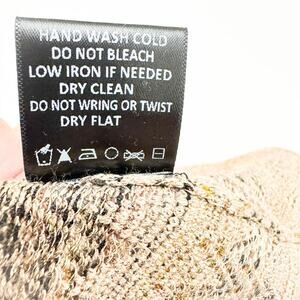 HAND WASH COLD
DO NOT BLEACH
LOW IRON IF NEEDED
DRY CLEAN
DO NOT WRING OR TWIST
DRY FLAT